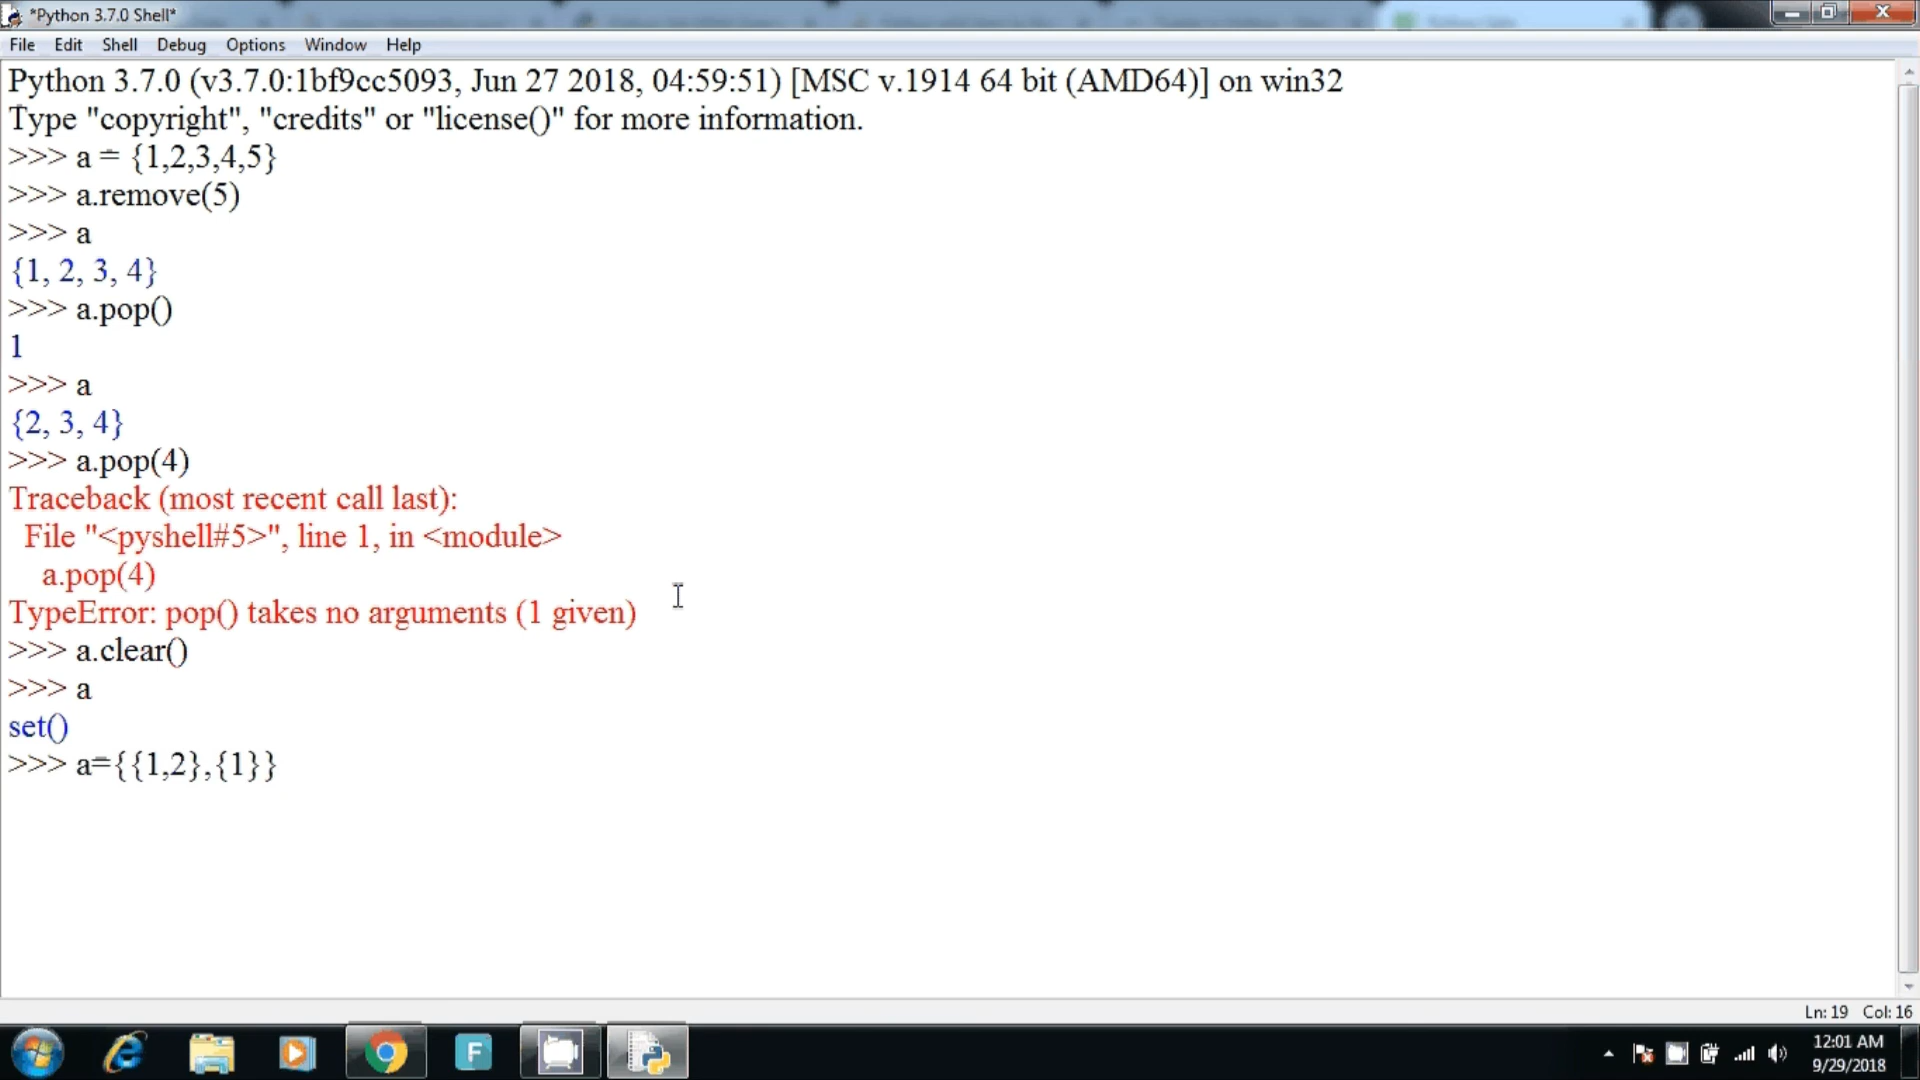 *Python 3.7.0 Shell*
File Edit Shell Debug Options Window Help
Python 3.7.0 (v3.7.0:1bf9cc5093, Jun 27 2018, 04:59:51) [MSC v.1914 64 bit (AMD64)] on win32
Type "copyright", "credits" or "license()" for more information.
>>> a = {1,2,3,4,5}
>>> a.remove(5)
>>> a
{1, 2, 3, 4}
>>> a.pop()
1
>>> a
{2, 3, 4}
>>> a.pop(4)
Traceback (most recent call last):
  File "<pyshell#5>", line 1, in <module>
    a.pop(4)
TypeError: pop() takes no arguments (1 given)
>>> a.clear()
>>> a
set()
>>> a={{1,2},{1}}
Ln: 19 Col: 16
F
12:01 AM
9/29/2018